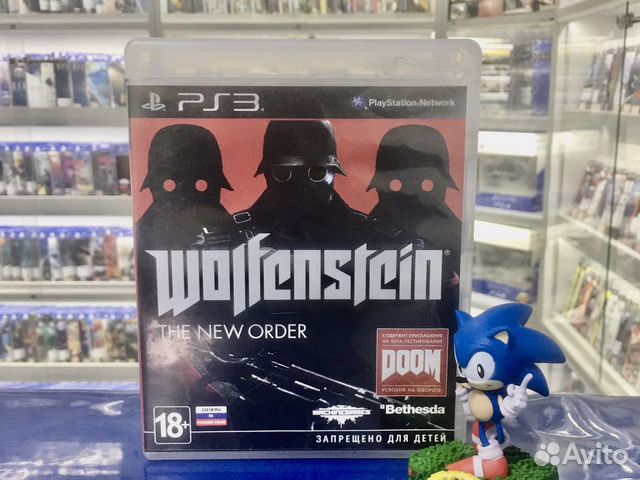 PS3
PlayStation Network
Wolfenstein®
THE NEW ORDER
СОДЕРЖИТ ПРИГЛАШЕНИЕ
НА БЕТА-ТЕСТИРОВАНИЕ
DOOM
УСЛОВИЯ НА ОБОРОТЕ
18+
СУБТИТРЫ
НА
РУССКОМ ЯЗЫКЕ
MACHINEGAMES
Bethesda
ЗАПРЕЩЕНО ДЛЯ ДЕТЕЙ
Avito